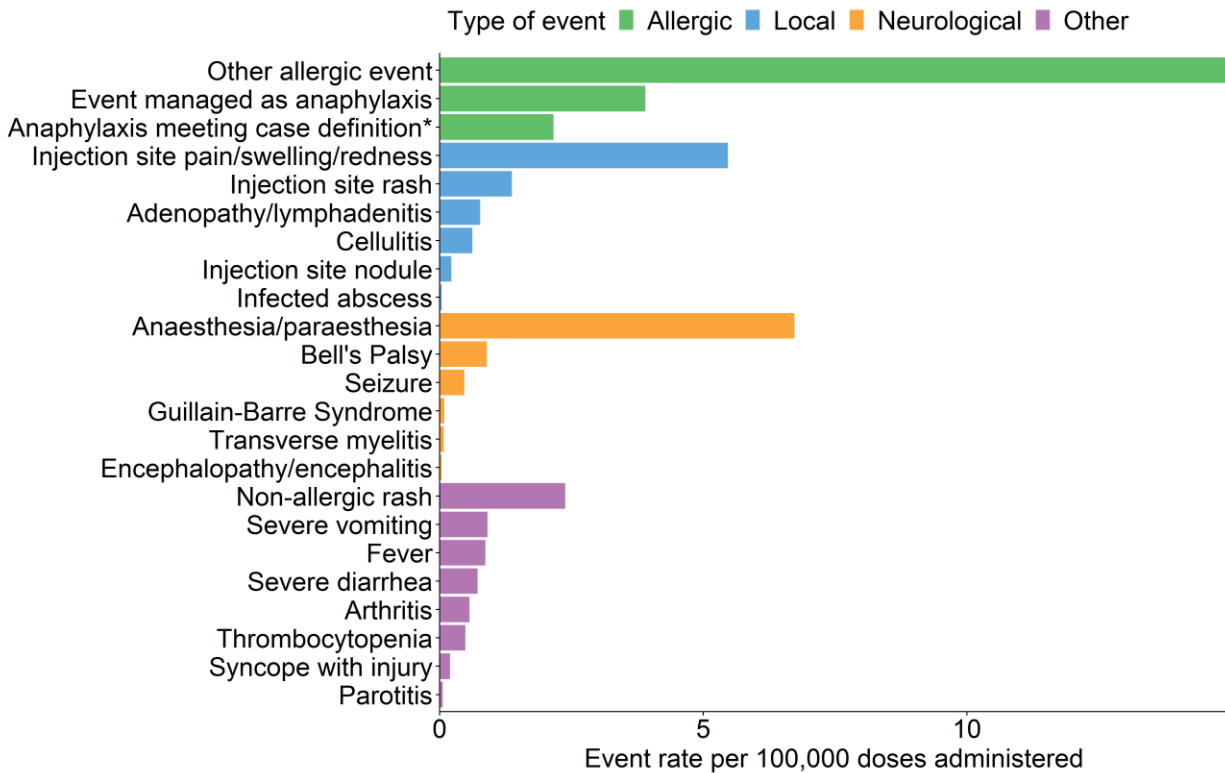 Type of event Allergic Local Neurological Other
Other allergic event
Event managed as anaphylaxis
Anaphylaxis meeting case definition*
Injection site pain/swelling/redness
Injection site rash
Adenopathy/lymphadenitis
Cellulitis
Injection site nodule
Infected abscess
Anaesthesia/paraesthesia
Bell's Palsy
Seizure
Guillain-Barre Syndrome
Transverse myelitis
Encephalopathy/encephalitis
Non-allergic rash
Severe vomiting
Fever
Severe diarrhea
Arthritis
Thrombocytopenia
Syncope with injury
Parotitis
0 5 10
Event rate per 100,000 doses administered